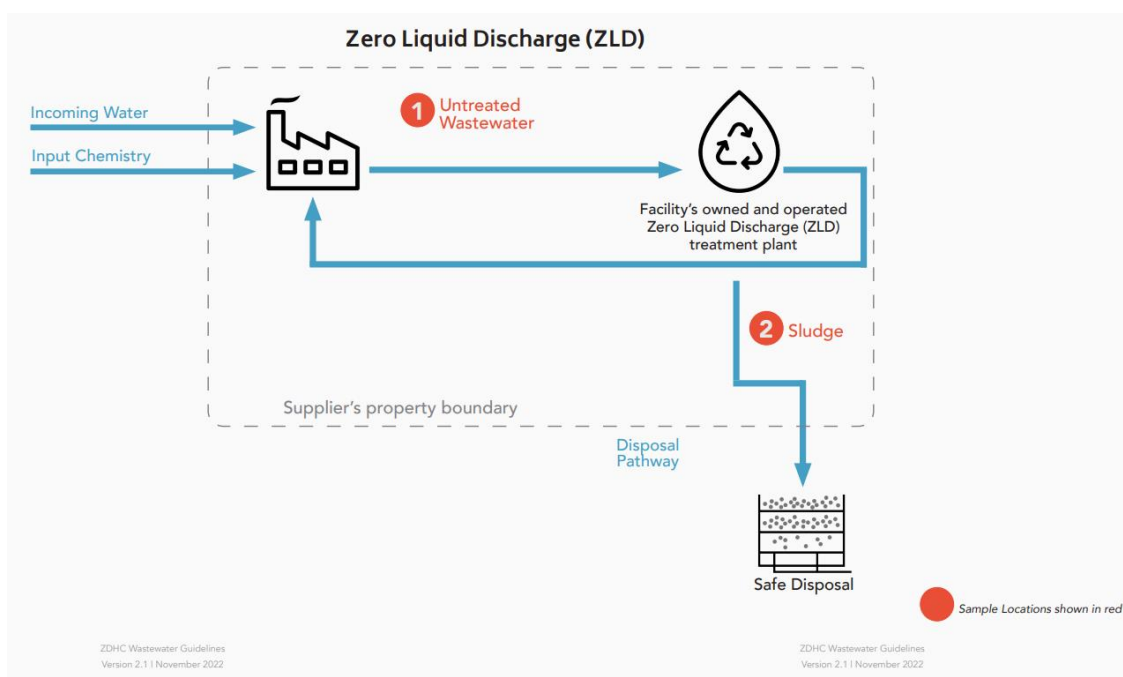 Zero Liquid Discharge (ZLD)
Incoming Water
Input Chemistry
1 Untreated
Wastewater
Facility's owned and operated
Zero Liquid Discharge (ZLD)
treatment plant
2 Sludge
Supplier's property boundary
Disposal
Pathway
Safe Disposal
Sample Locations shown in red
ZDHC Wastewater Guidelines
Version 2.1 I November 2022
ZDHC Wastewater Guidelines
Version 2.1 I November 2022